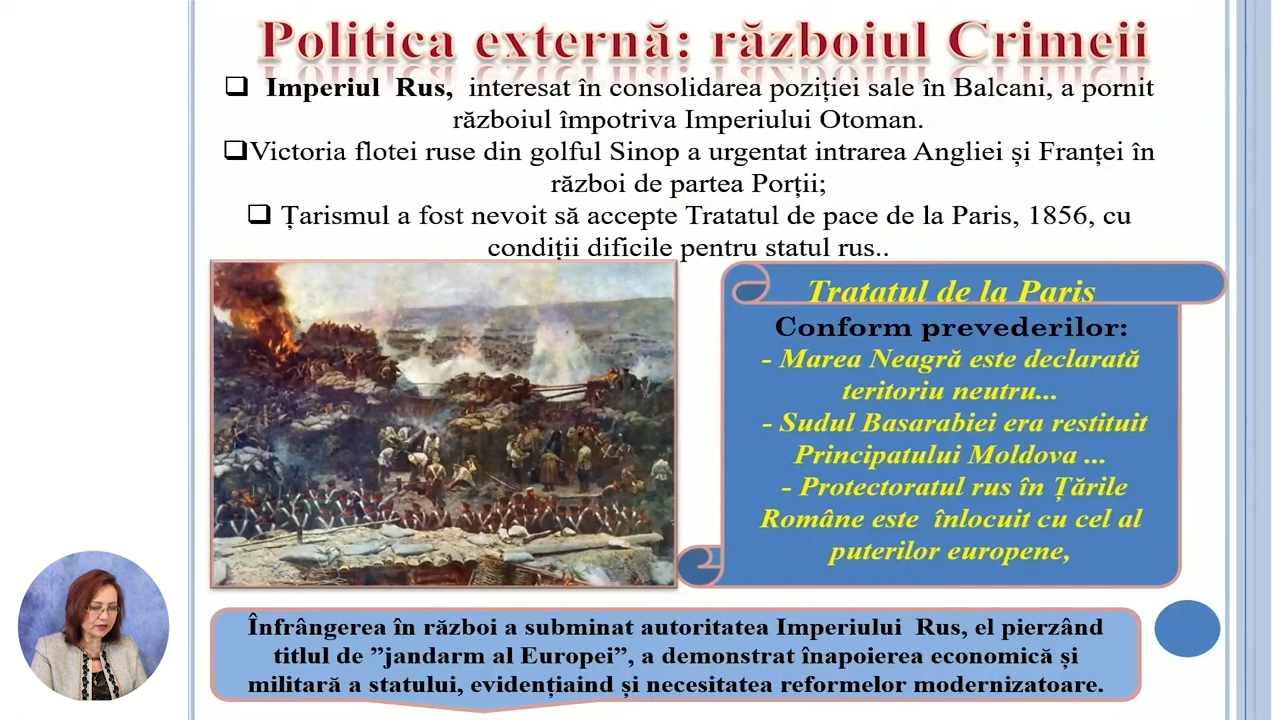 Politica externă: războiul Crimeii
❑ Imperiul Rus, interesat în consolidarea poziției sale în Balcani, a pornit
războiul împotriva Imperiului Otoman.
❑Victoria flotei ruse din golful Sinop a urgentat intrarea Angliei și Franței în
război de partea Porții;
❑ Țarismul a fost nevoit să accepte Tratatul de pace de la Paris, 1856, cu
condiții dificile pentru statul rus..
Tratatul de la Paris
Conform prevederilor:
- Marea Neagră este declarată
teritoriu neutru...
- Sudul Basarabiei era restituit
Principatului Moldova ...
- Protectoratul rus în Țările
Române este înlocuit cu cel al
puterilor europene,
Înfrângerea în război a subminat autoritatea Imperiului Rus, el pierzând
titlul de ”jandarm al Europei”, a demonstrat înapoierea economică și
militară a statului, evidențiaind și necesitatea reformelor modernizatoare.